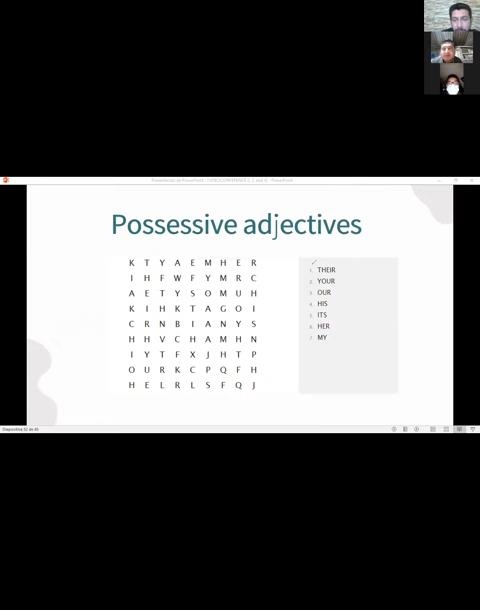 Possessive adjectives
K T Y A E M H E R
I H F W F Y M R C
A E T Y S O M U H
K I H K T A G O I
C R N B I A N Y S
H H V C H A M H N
I Y T F X J H T P
O U R K C P Q F H
H E L R L S F Q J
1. THEIR
2. YOUR
3. OUR
4. HIS
5. ITS
6. HER
7. MY